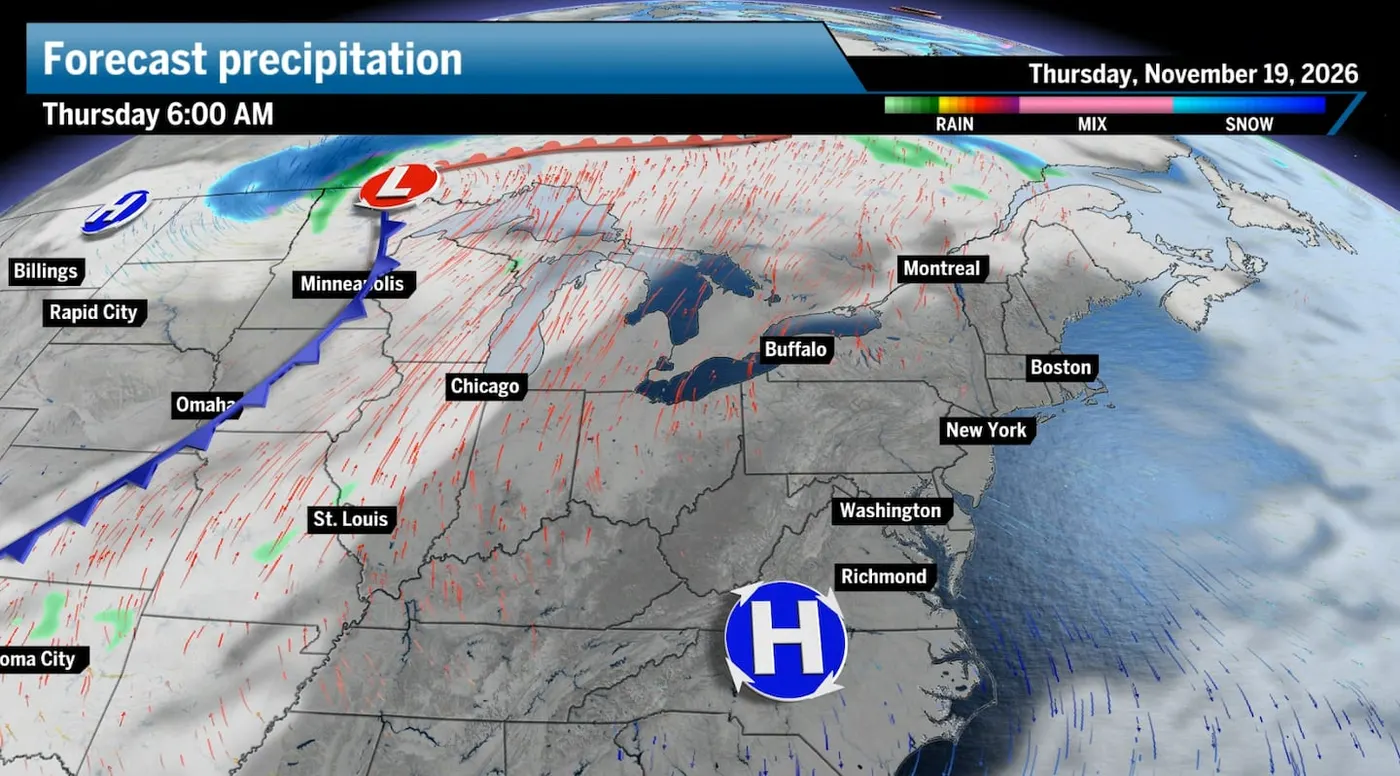 Forecast precipitation
Thursday, November 19, 2026
Thursday 6:00 AM
RAIN
MIX
SNOW
L
H
Billings
Minneapolis
Rapid City
Montreal
Buffalo
Boston
Chicago
Omaha
New York
Washington
St. Louis
Richmond
H
oma City